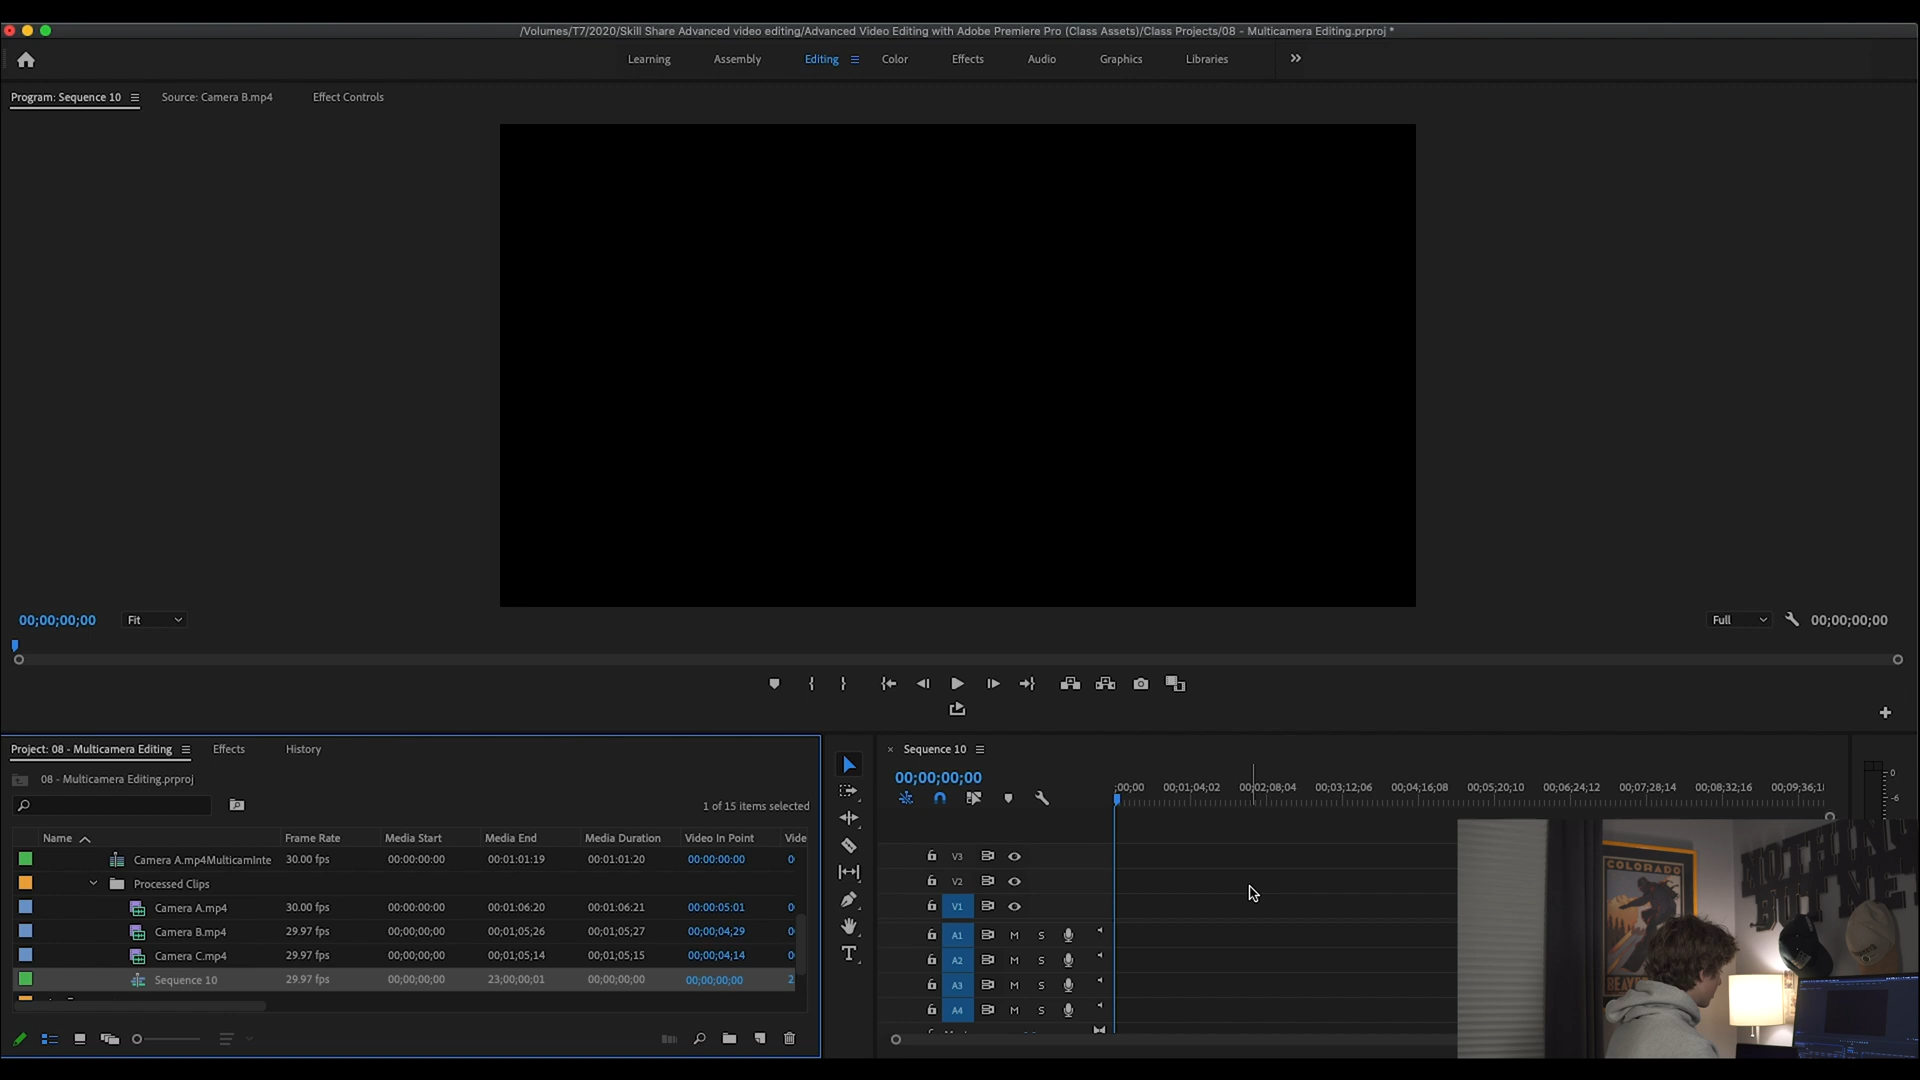 /Volumes/T7/2020/Skill Share Advanced video editing/Advanced Video Editing with Adobe Premiere Pro (Class Assets)/Class Projects/08 - Multicamera Editing.prproj *
Learning Assembly Editing Color Effects Audio Graphics Libraries
Program: Sequence 10 Source: Camera B.mp4 Effect Controls
00;00;00;00 Fit Full 00;00;00;00
Project: 08 - Multicamera Editing Effects History
08 - Multicamera Editing.prproj
1 of 15 items selected
Name Frame Rate Media Start Media End Media Duration Video In Point Vide
Camera A.mp4MulticamInte 30.00 fps 00:00:00:00 00:01:01:19 00:01:01:20 00:00:00:00
Processed Clips
Camera A.mp4 30.00 fps 00:00:00:00 00:01:06:20 00:01:06:21 00:00:05:01
Camera B.mp4 29.97 fps 00;00;00;00 00;01;05;26 00;01;05;27 00;00;04;29
Camera C.mp4 29.97 fps 00;00;00;00 00;01;05;14 00;01;05;15 00;00;04;14
Sequence 10 29.97 fps 00;00;00;00 23;00;00;01 00;00;00;00 00;00;00;00 2
Sequence 10
00;00;00;00
;00;00 00;01;04;02 00;02;08;04 00;03;12;06 00;04;16;08 00;05;20;10 00;06;24;12 00;07;28;14 00;08;32;16 00;09;36;1
V3
V2
V1
A1 M S
A2 M S
A3 M S
A4 M S
0
-6
COLORADO
NOTHING
BUT NET